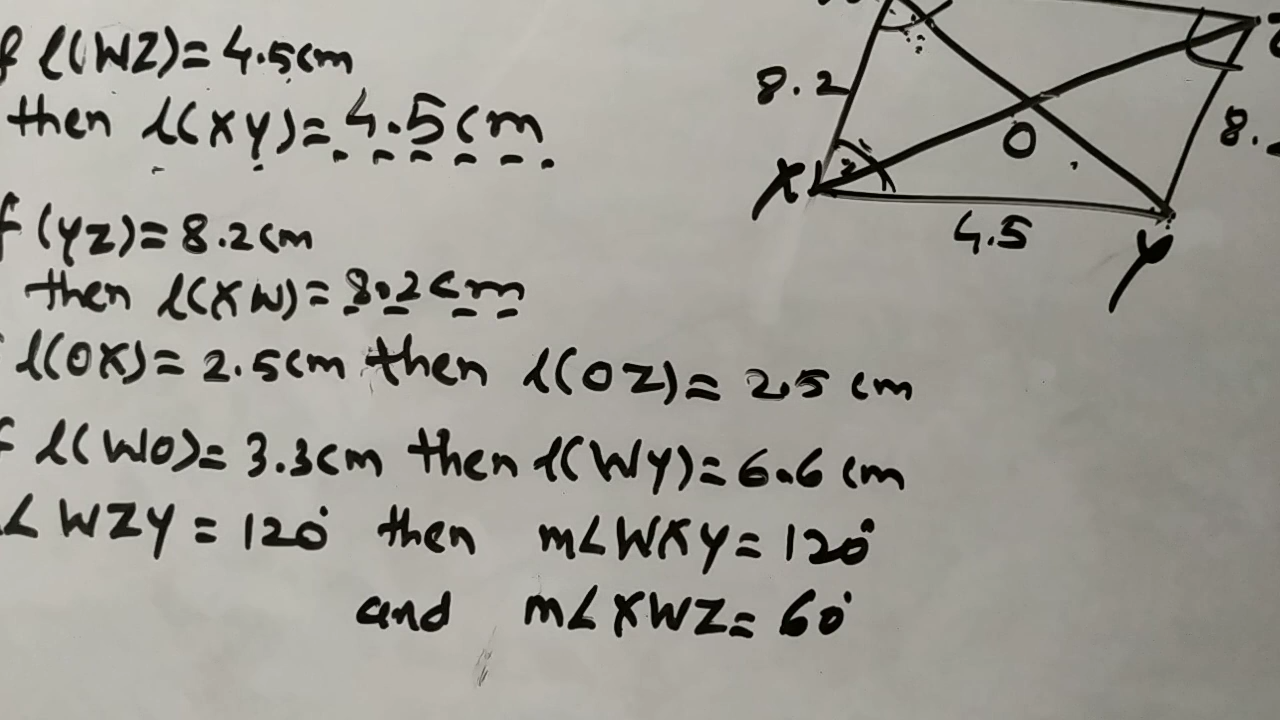 l(WZ)= 4.5cm
then l(XY)= 4.5cm
(YZ)= 8.2cm
then l(XW)= 8.2cm
l(OX)= 2.5cm then l(OZ)= 2.5 cm
l(WO)= 3.3cm then l(WY)= 6.6 cm
∠WZY = 120° then m∠WXY= 120°
and m∠XWZ= 60°
8.2
O
8.
X
4.5
Y